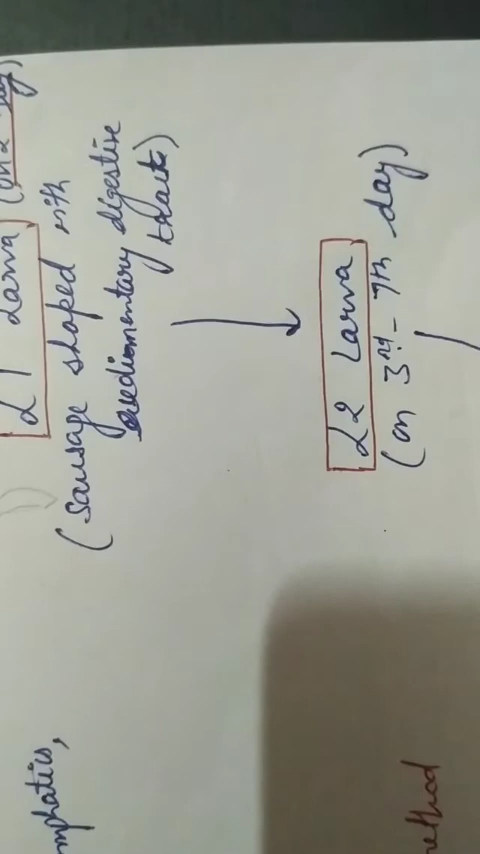 L1 Larva
(sausage shaped with
rudimentary digestive
tract)
L2 Larva
(on 3rd - 7th day)
mphatics,
ethod